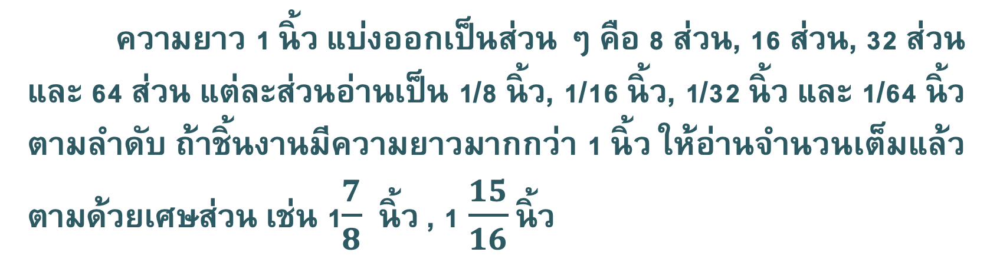 ความยาว 1 นิ้ว แบ่งออกเป็นส่วน ๆ คือ 8 ส่วน, 16 ส่วน, 32 ส่วน
และ 64 ส่วน แต่ละส่วนอ่านเป็น 1/8 นิ้ว, 1/16 นิ้ว, 1/32 นิ้ว และ 1/64 นิ้ว
ตามลำดับ ถ้าชิ้นงานมีความยาวมากกว่า 1 นิ้ว ให้อ่านจำนวนเต็มแล้ว
ตามด้วยเศษส่วน เช่น 1 7/8 นิ้ว , 1 15/16 นิ้ว